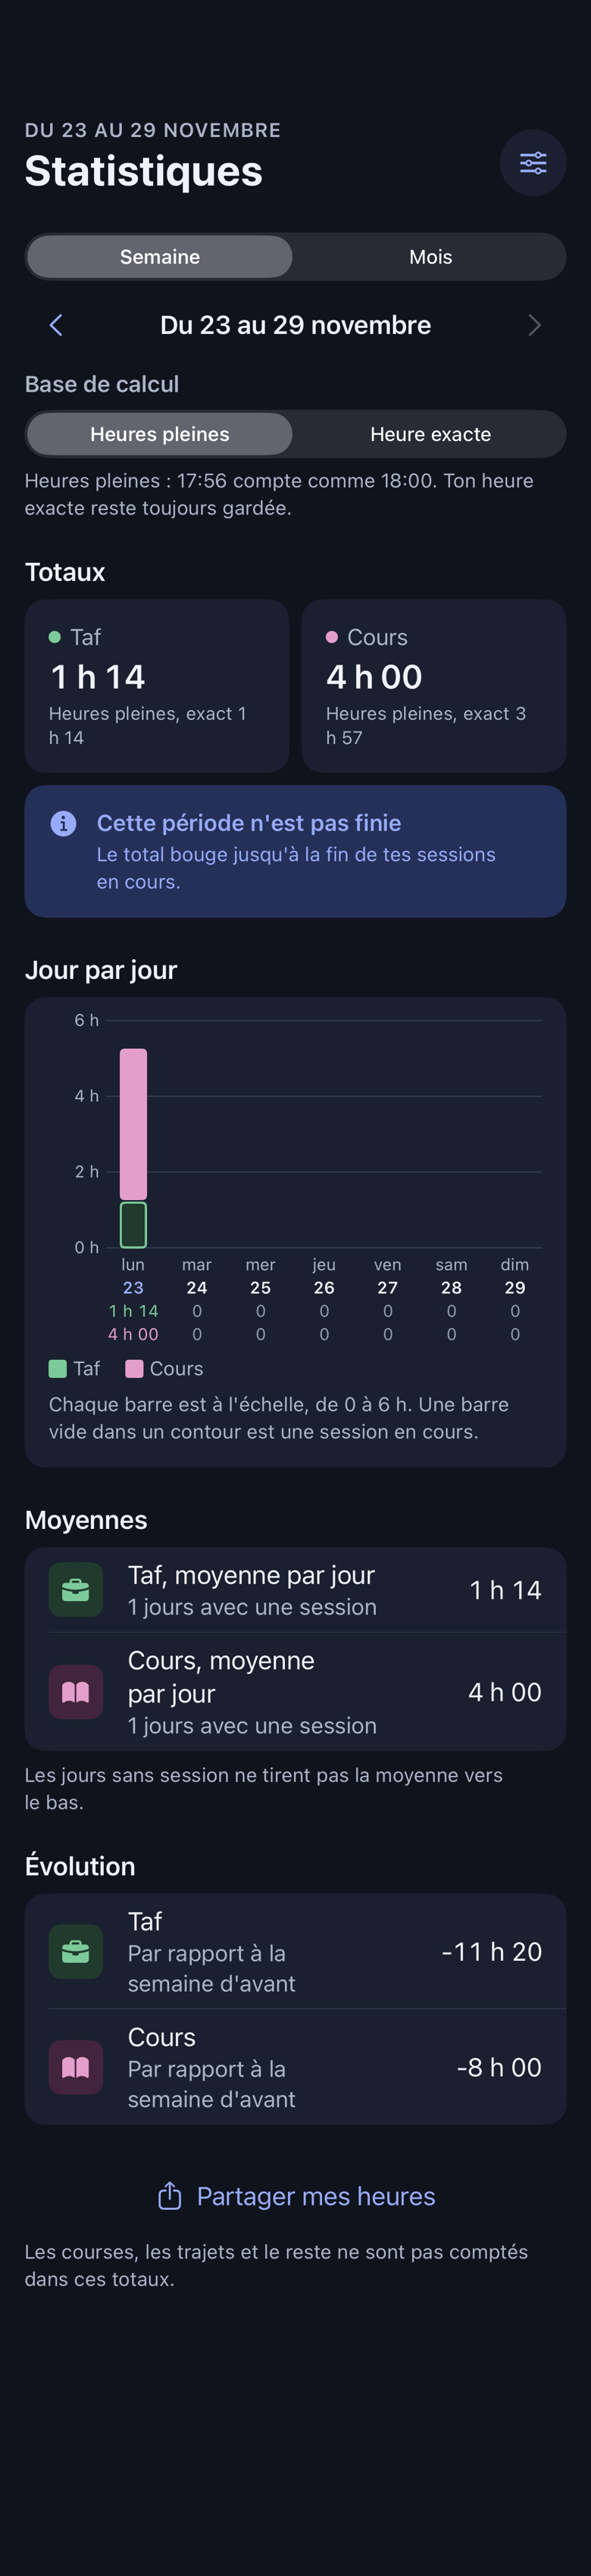 DU 23 AU 29 NOVEMBRE
Statistiques
Semaine
Mois
Du 23 au 29 novembre
Base de calcul
Heures pleines
Heure exacte
Heures pleines : 17:56 compte comme 18:00. Ton heure
exacte reste toujours gardée.
Totaux
Taf
1 h 14
Heures pleines, exact 1
h 14
Cours
4 h 00
Heures pleines, exact 3
h 57
Cette période n'est pas finie
Le total bouge jusqu'à la fin de tes sessions
en cours.
Jour par jour
6 h
4 h
2 h
0 h
lun mar mer jeu ven sam dim
23 24 25 26 27 28 29
1 h 14 0 0 0 0 0 0
4 h 00 0 0 0 0 0 0
Taf Cours
Chaque barre est à l'échelle, de 0 à 6 h. Une barre
vide dans un contour est une session en cours.
Moyennes
Taf, moyenne par jour
1 jours avec une session
1 h 14
Cours, moyenne
par jour
1 jours avec une session
4 h 00
Les jours sans session ne tirent pas la moyenne vers
le bas.
Évolution
Taf
Par rapport à la
semaine d'avant
-11 h 20
Cours
Par rapport à la
semaine d'avant
-8 h 00
Partager mes heures
Les courses, les trajets et le reste ne sont pas comptés
dans ces totaux.